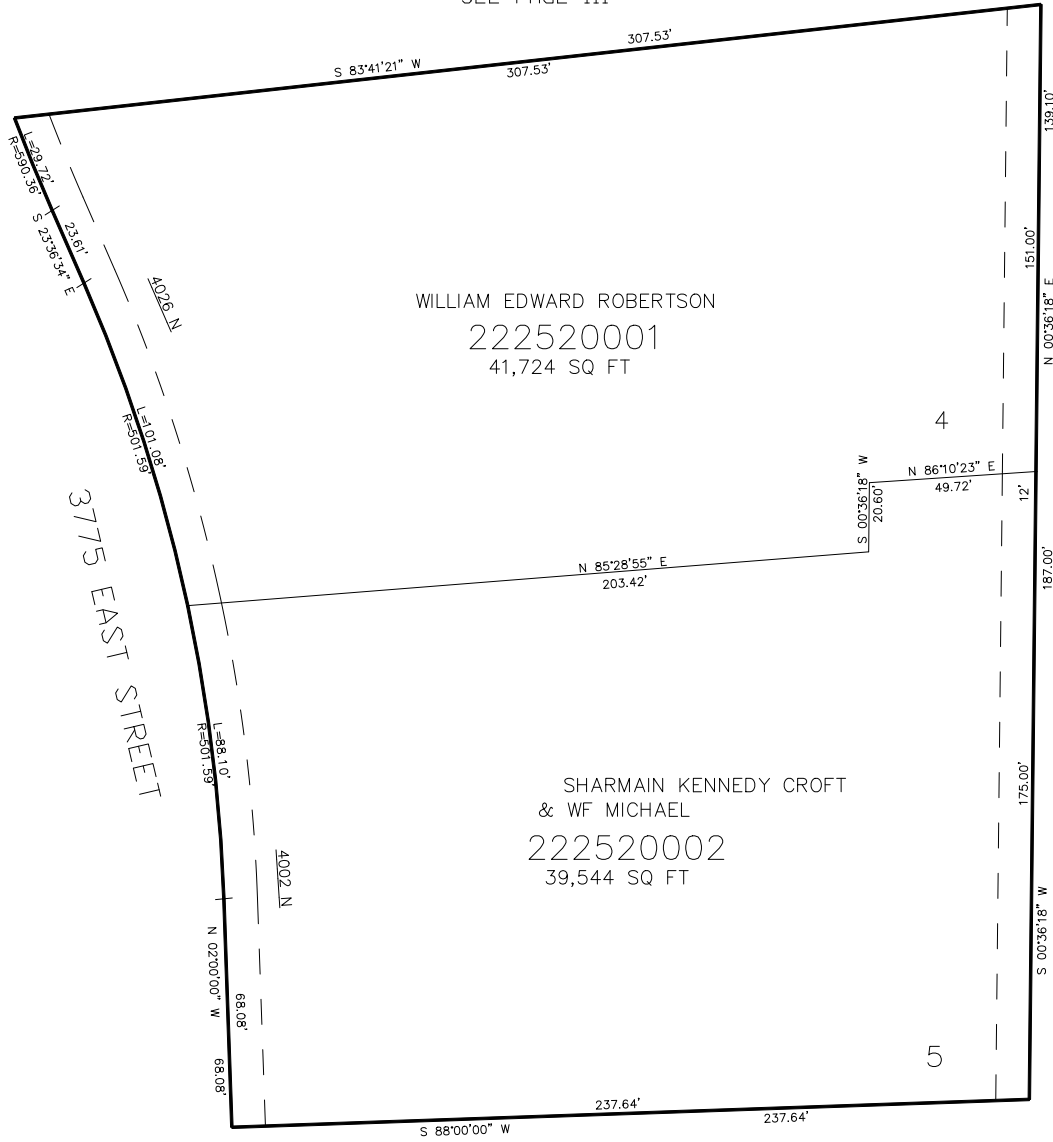 S 83°41'21" W
307.53'
307.53'
139.10'
151.00'
N 00°36'18" E
L=29.72'
R=590.36'
23.61'
S 23°36'34" E
4026 N
WILLIAM EDWARD ROBERTSON
222520001
41,724 SQ FT
L=101.08'
R=501.59'
4
N 86°10'23" E
49.72'
S 00°36'18" W
20.60'
12'
N 85°28'55" E
203.42'
187.00'
3775 EAST STREET
L=88.10'
R=501.59'
SHARMAIN KENNEDY CROFT
& WF MICHAEL
222520002
39,544 SQ FT
175.00'
4002 N
S 00°36'18" W
N 02°00'00" W
68.08'
68.08'
5
237.64'
237.64'
S 88°00'00" W